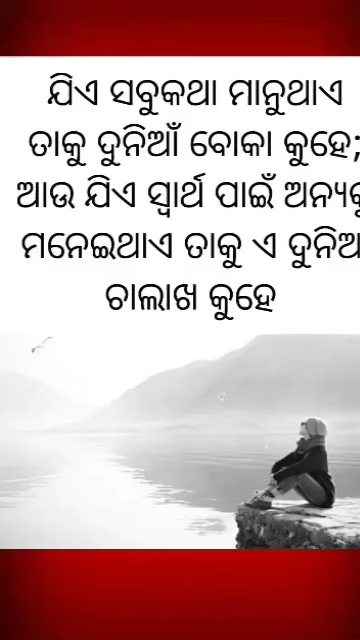 ଯିଏ ସବୁକଥା ମାନୁଥାଏ
ତାକୁ ଦୁନିଆଁ ବୋକା କୁହେ;
ଆଉ ଯିଏ ସ୍ୱାର୍ଥ ପାଇଁ ଅନ୍ୟକୁ
ମନେଇଥାଏ ତାକୁ ଏ ଦୁନିଆ
ଚାଲାଖ କୁହେ